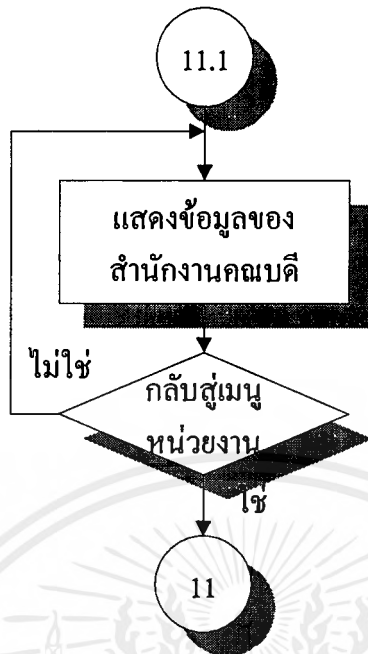 11.1
แสดงข้อมูลของ
สำนักงานคณบดี
ไม่ใช่
กลับสู่เมนู
หน่วยงาน
ใช่
11